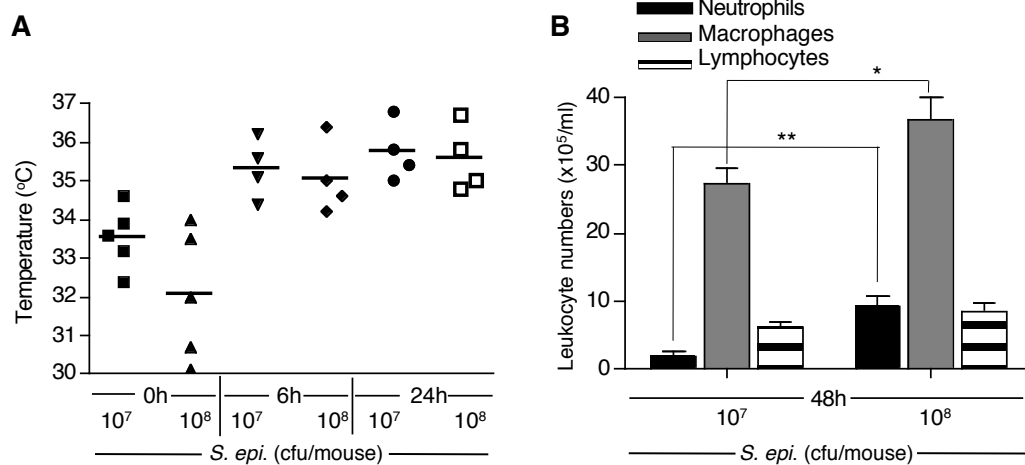 A
Temperature (°C)
37
36
35
34
33
32
31
30
0h 6h 24h
10⁷ 10⁸ 10⁷ 10⁸ 10⁷ 10⁸
S. epi. (cfu/mouse)
B
Neutrophils
Macrophages
Lymphocytes
*
**
Leukocyte numbers (x10⁵/ml)
40
30
20
10
0
48h
10⁷ 10⁸
S. epi. (cfu/mouse)